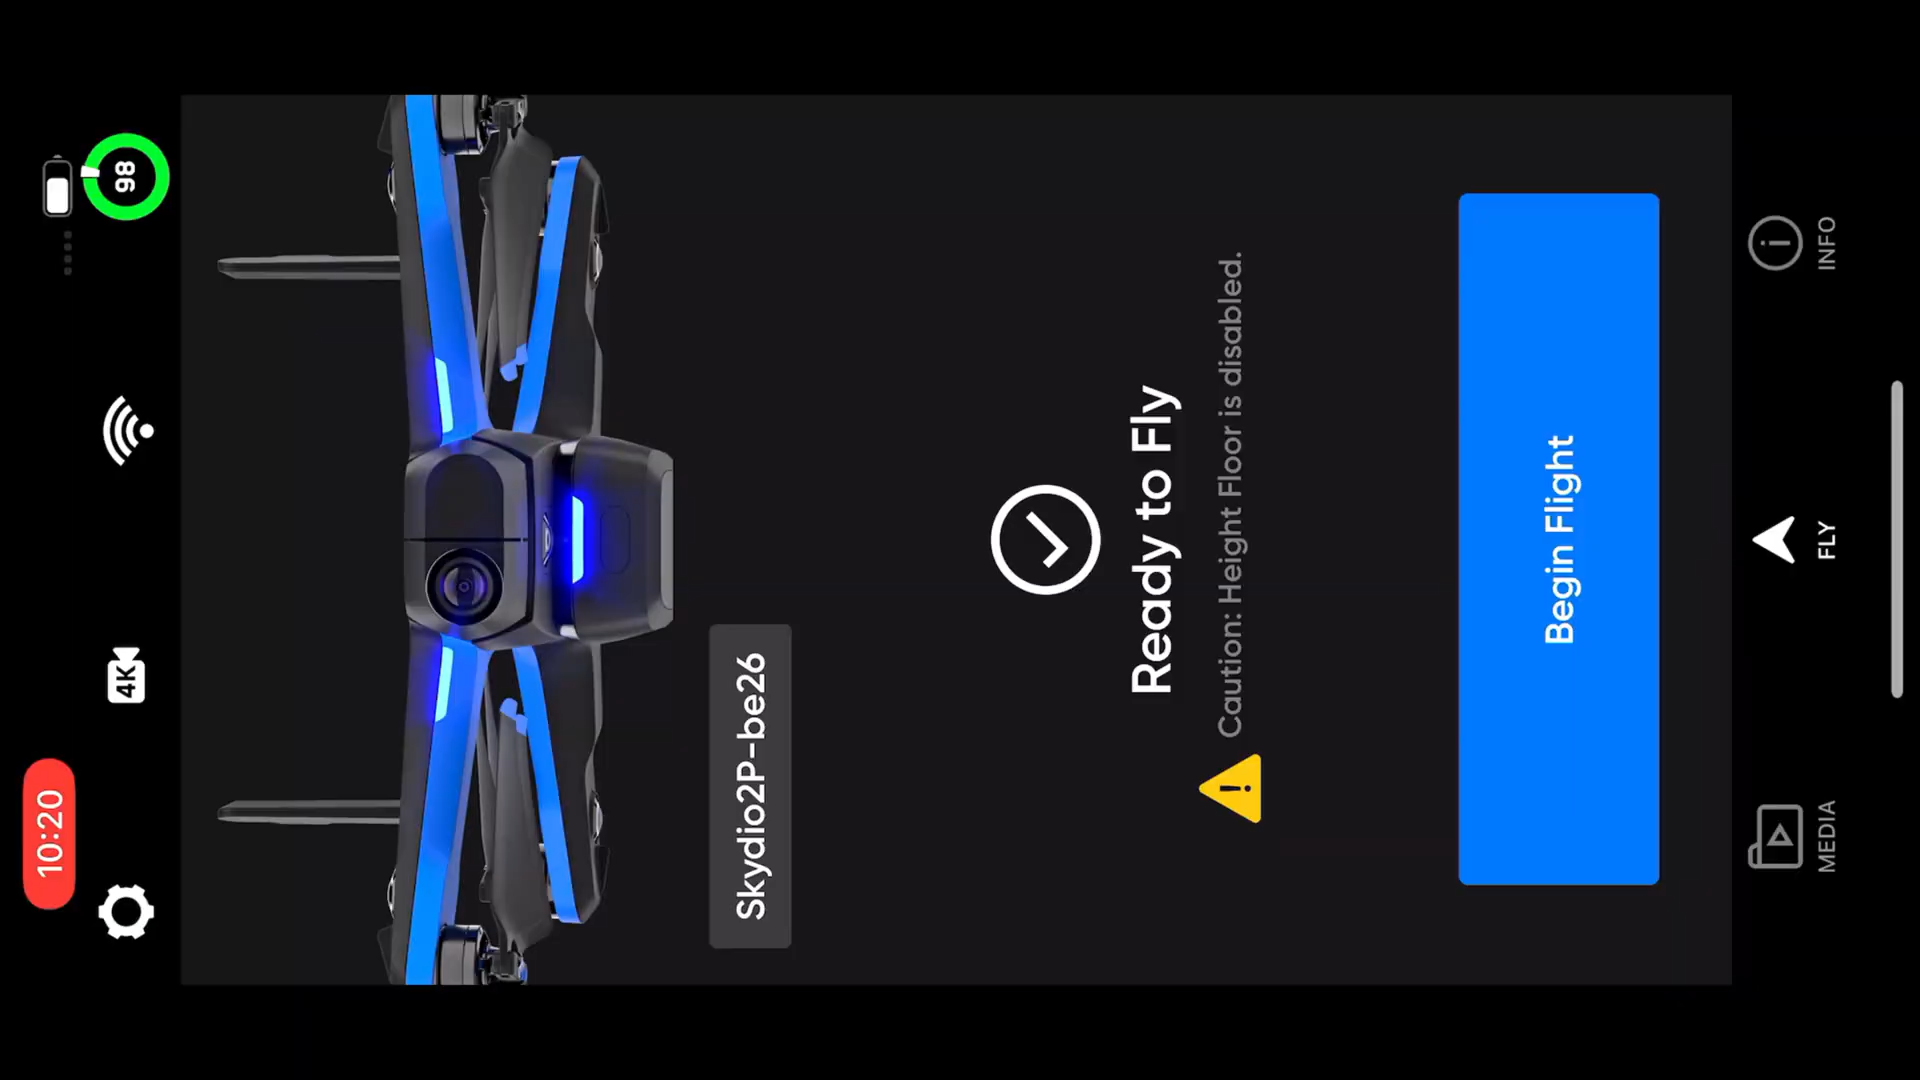 10:20
4K
98
Skydio2P-be26
Ready to Fly
Caution: Height Floor is disabled.
Begin Flight
MEDIA
FLY
INFO